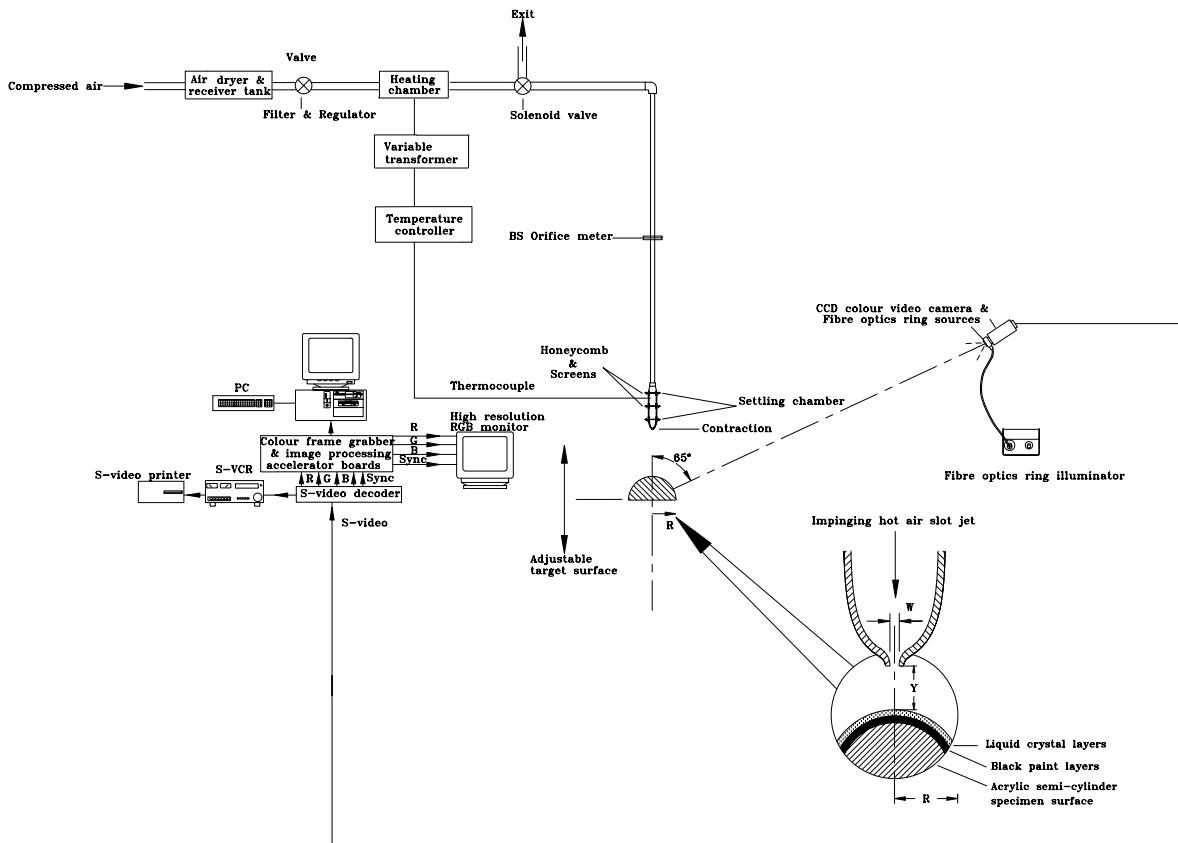 Exit
Valve
Compressed air
Air dryer &
receiver tank
Heating
chamber
Filter & Regulator
Solenoid valve
Variable
transformer
Temperature
controller
BS Orifice meter
CCD colour video camera &
Fibre optics ring sources
Honeycomb
&
Screens
Thermocouple
Settling chamber
PC
High resolution
RGB monitor
Contraction
R
G
B
Sync
Colour frame grabber
& image processing
accelerator boards
65°
S-video printer
S-VCR
R G B Sync
S-video decoder
Fibre optics ring illuminator
S-video
R
Impinging hot air slot jet
Adjustable
target surface
W
Y
Liquid crystal layers
Black paint layers
Acrylic semi-cylinder
specimen surface
R